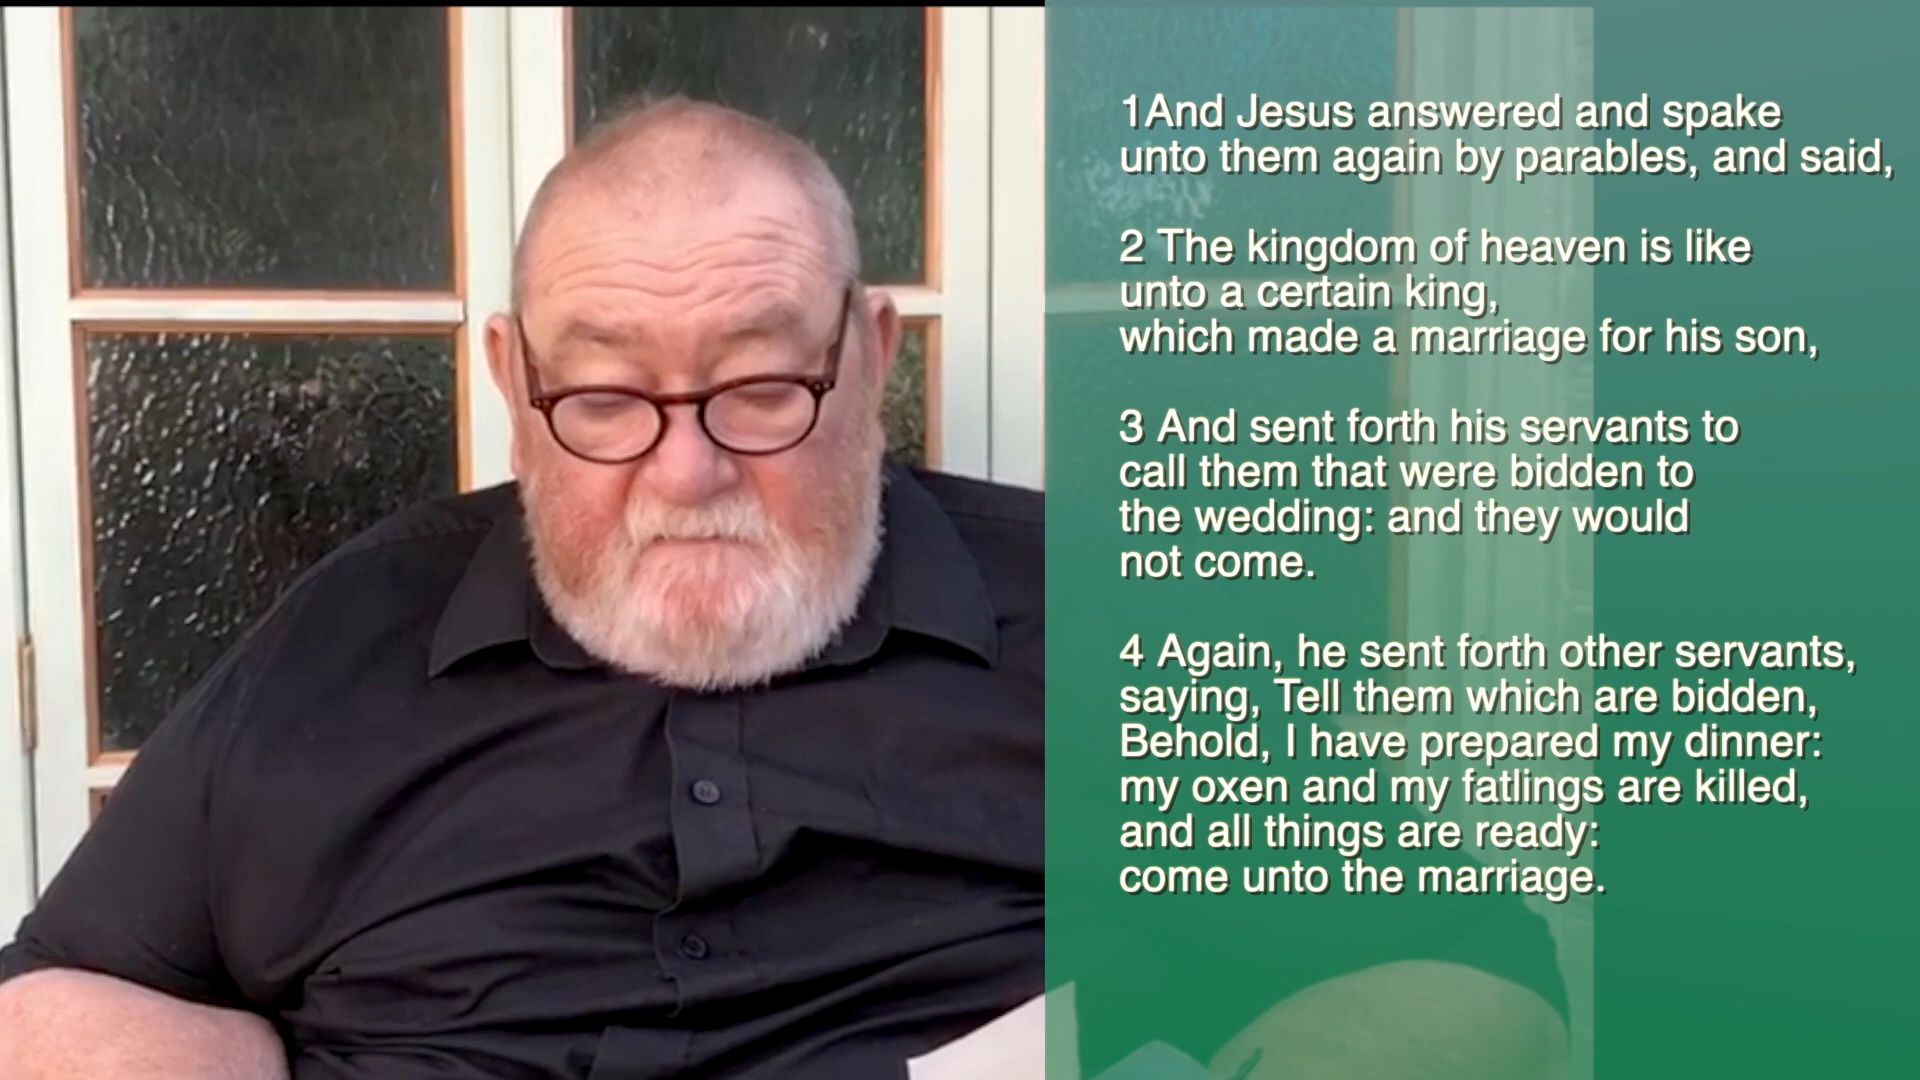 1And Jesus answered and spake
unto them again by parables, and said,
2 The kingdom of heaven is like
unto a certain king,
which made a marriage for his son,
3 And sent forth his servants to
call them that were bidden to
the wedding: and they would
not come.
4 Again, he sent forth other servants,
saying, Tell them which are bidden,
Behold, I have prepared my dinner:
my oxen and my fatlings are killed,
and all things are ready:
come unto the marriage.